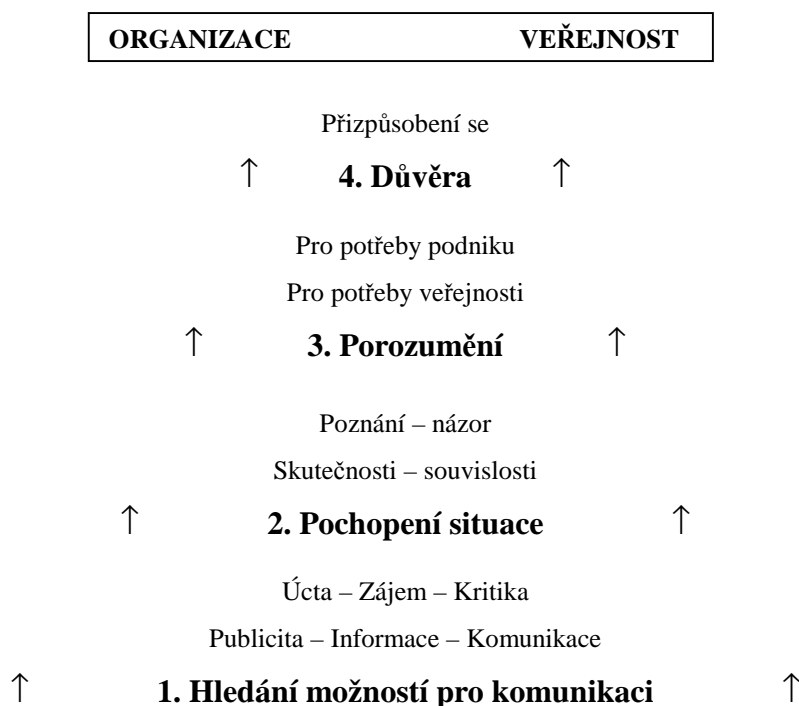 ORGANIZACE VEŘEJNOST
Přizpůsobení se
↑ 4. Důvěra ↑
Pro potřeby podniku
Pro potřeby veřejnosti
↑ 3. Porozumění ↑
Poznání – názor
Skutečnosti – souvislosti
↑ 2. Pochopení situace ↑
Úcta – Zájem – Kritika
Publicita – Informace – Komunikace
↑ 1. Hledání možností pro komunikaci ↑